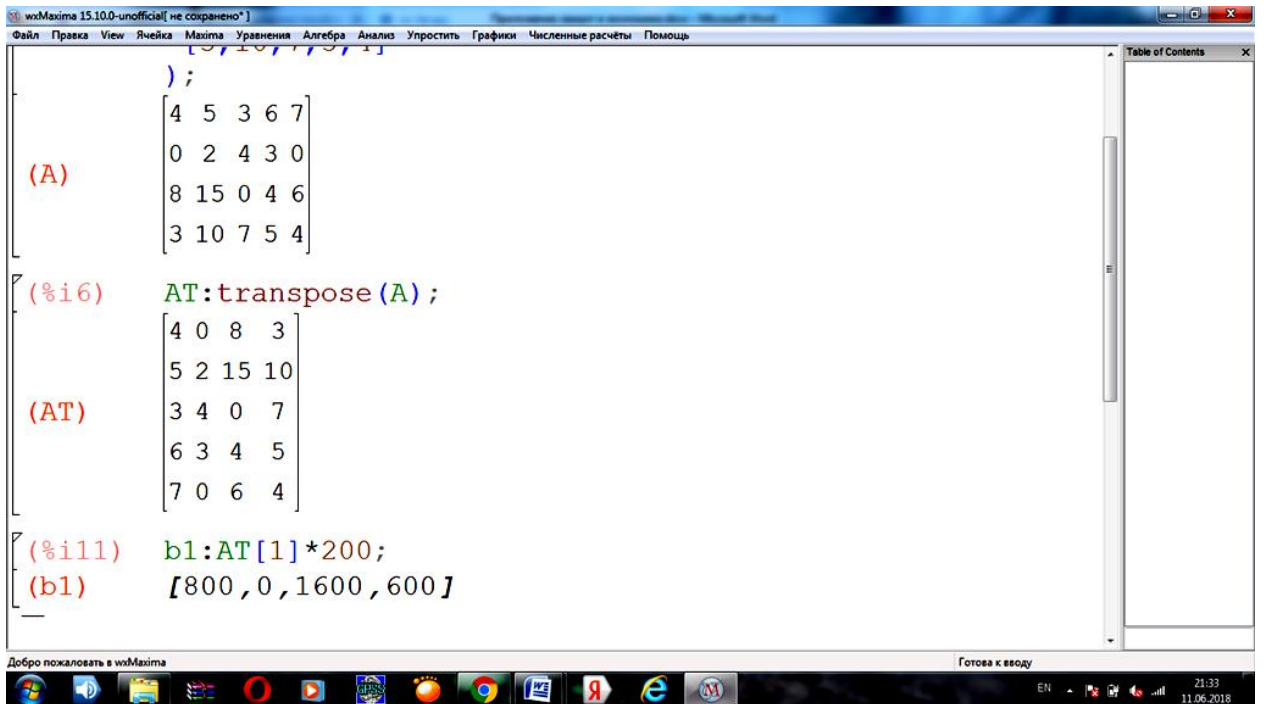 wxMaxima 15.10.0-unofficial[ не сохранено* ]
Файл Правка View Ячейка Maxima Уравнения Алгебра Анализ Упростить Графики Численные расчёты Помощь
Table of Contents x
);
4 5 3 6 7
0 2 4 3 0
(A)
8 15 0 4 6
3 10 7 5 4
(%i6) AT:transpose(A);
4 0 8 3
5 2 15 10
(AT) 3 4 0 7
6 3 4 5
7 0 6 4
(%i11) b1:AT[1]*200;
(b1) [800,0,1600,600]
Добро пожаловать в wxMaxima Готова к вводу
GPSS W Я e M EN 21:33
11.06.2018